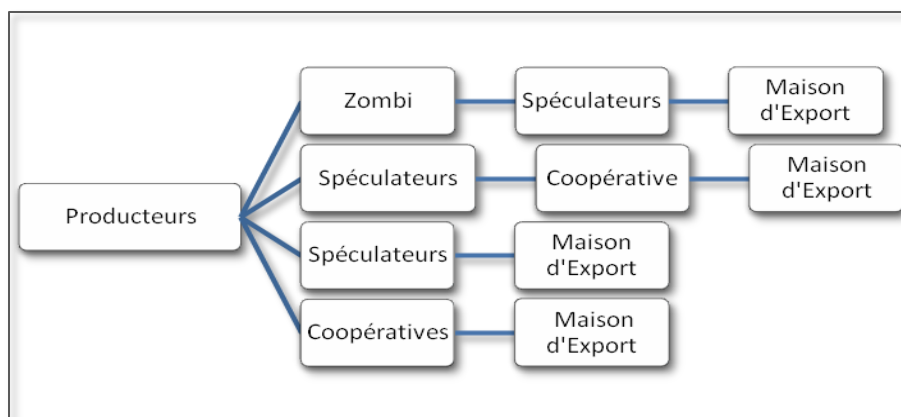 Producteurs
Zombi
Spéculateurs
Maison
d'Export
Spéculateurs
Coopérative
Maison
d'Export
Spéculateurs
Maison
d'Export
Coopératives
Maison
d'Export